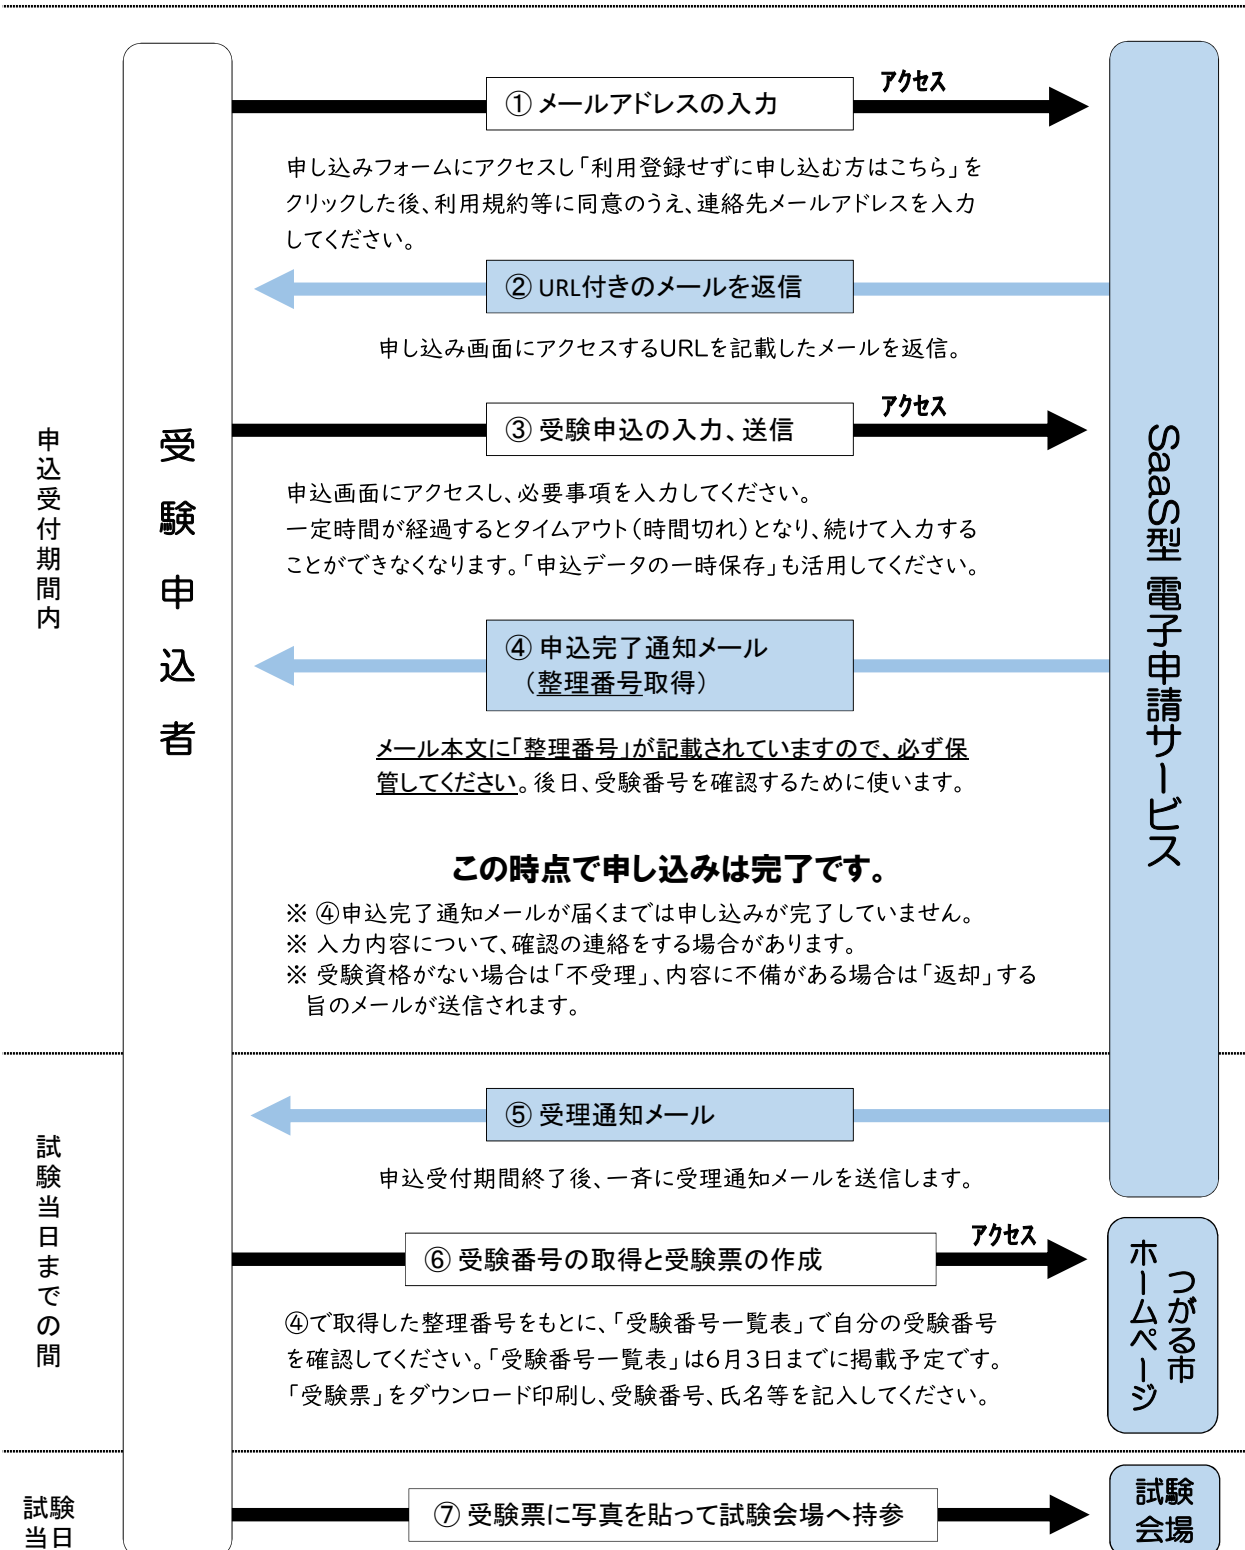 申込受付期間内
受験申込者
SaaS型 電子申請サービス
① メールアドレスの入力
アクセス
申し込みフォームにアクセスし「利用登録せずに申し込む方はこちら」を
クリックした後、利用規約等に同意のうえ、連絡先メールアドレスを入力
してください。
② URL付きのメールを返信
申し込み画面にアクセスするURLを記載したメールを返信。
③ 受験申込の入力、送信
アクセス
申込画面にアクセスし、必要事項を入力してください。
一定時間が経過するとタイムアウト(時間切れ)となり、続けて入力する
ことができなくなります。「申込データの一時保存」も活用してください。
④ 申込完了通知メール
(整理番号取得)
メール本文に「整理番号」が記載されていますので、必ず保
管してください。後日、受験番号を確認するために使います。
この時点で申し込みは完了です。
※ ④申込完了通知メールが届くまでは申し込みが完了していません。
※ 入力内容について、確認の連絡をする場合があります。
※ 受験資格がない場合は「不受理」、内容に不備がある場合は「返却」する
旨のメールが送信されます。
試験当日までの間
⑤ 受理通知メール
申込受付期間終了後、一斉に受理通知メールを送信します。
⑥ 受験番号の取得と受験票の作成
アクセス
つがる市
ホームページ
④で取得した整理番号をもとに、「受験番号一覧表」で自分の受験番号
を確認してください。「受験番号一覧表」は6月3日までに掲載予定です。
「受験票」をダウンロード印刷し、受験番号、氏名等を記入してください。
試験
当日
⑦ 受験票に写真を貼って試験会場へ持参
試験
会場